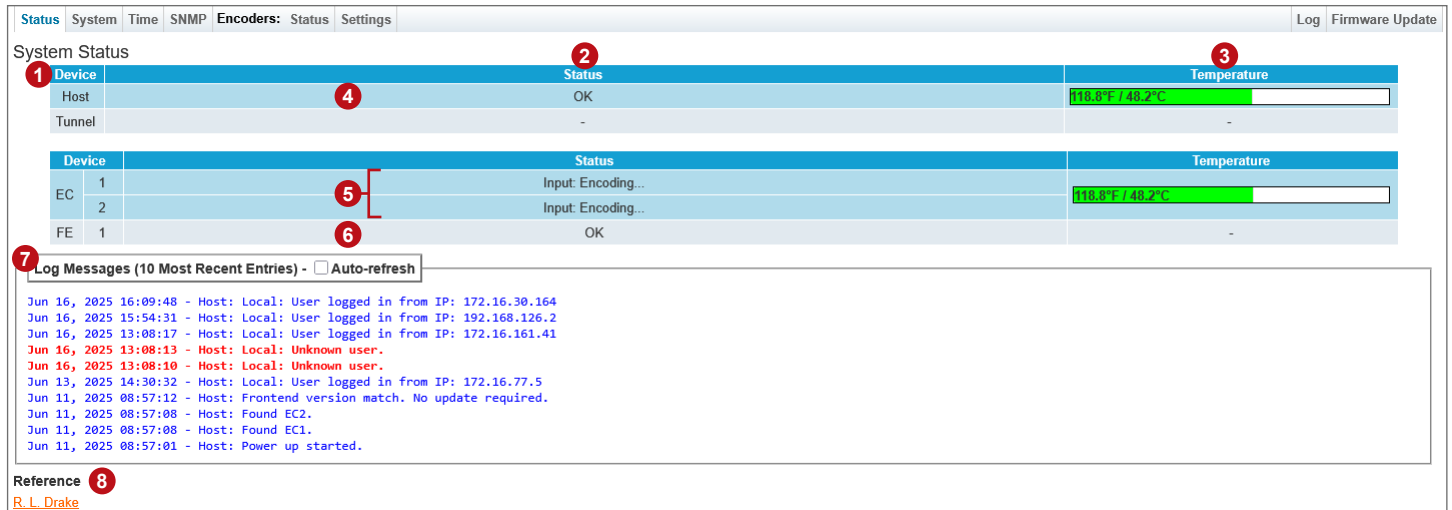 Status System Time SNMP Encoders: Status Settings Log Firmware Update
System Status
2 3
1 Device Status Temperature
Host 4 OK 118.8°F / 48.2°C
Tunnel - -
Device Status Temperature
EC 1 Input: Encoding... 118.8°F / 48.2°C
5
2 Input: Encoding...
FE 1 6 OK -
7
Log Messages (10 Most Recent Entries) - Auto-refresh
Jun 16, 2025 16:09:48 - Host: Local: User logged in from IP: 172.16.30.164
Jun 16, 2025 15:54:31 - Host: Local: User logged in from IP: 192.168.126.2
Jun 16, 2025 13:08:17 - Host: Local: User logged in from IP: 172.16.161.41
Jun 16, 2025 13:08:13 - Host: Local: Unknown user.
Jun 16, 2025 13:08:10 - Host: Local: Unknown user.
Jun 13, 2025 14:30:32 - Host: Local: User logged in from IP: 172.16.77.5
Jun 11, 2025 08:57:12 - Host: Frontend version match. No update required.
Jun 11, 2025 08:57:08 - Host: Found EC2.
Jun 11, 2025 08:57:08 - Host: Found EC1.
Jun 11, 2025 08:57:01 - Host: Power up started.
Reference 8
R. L. Drake